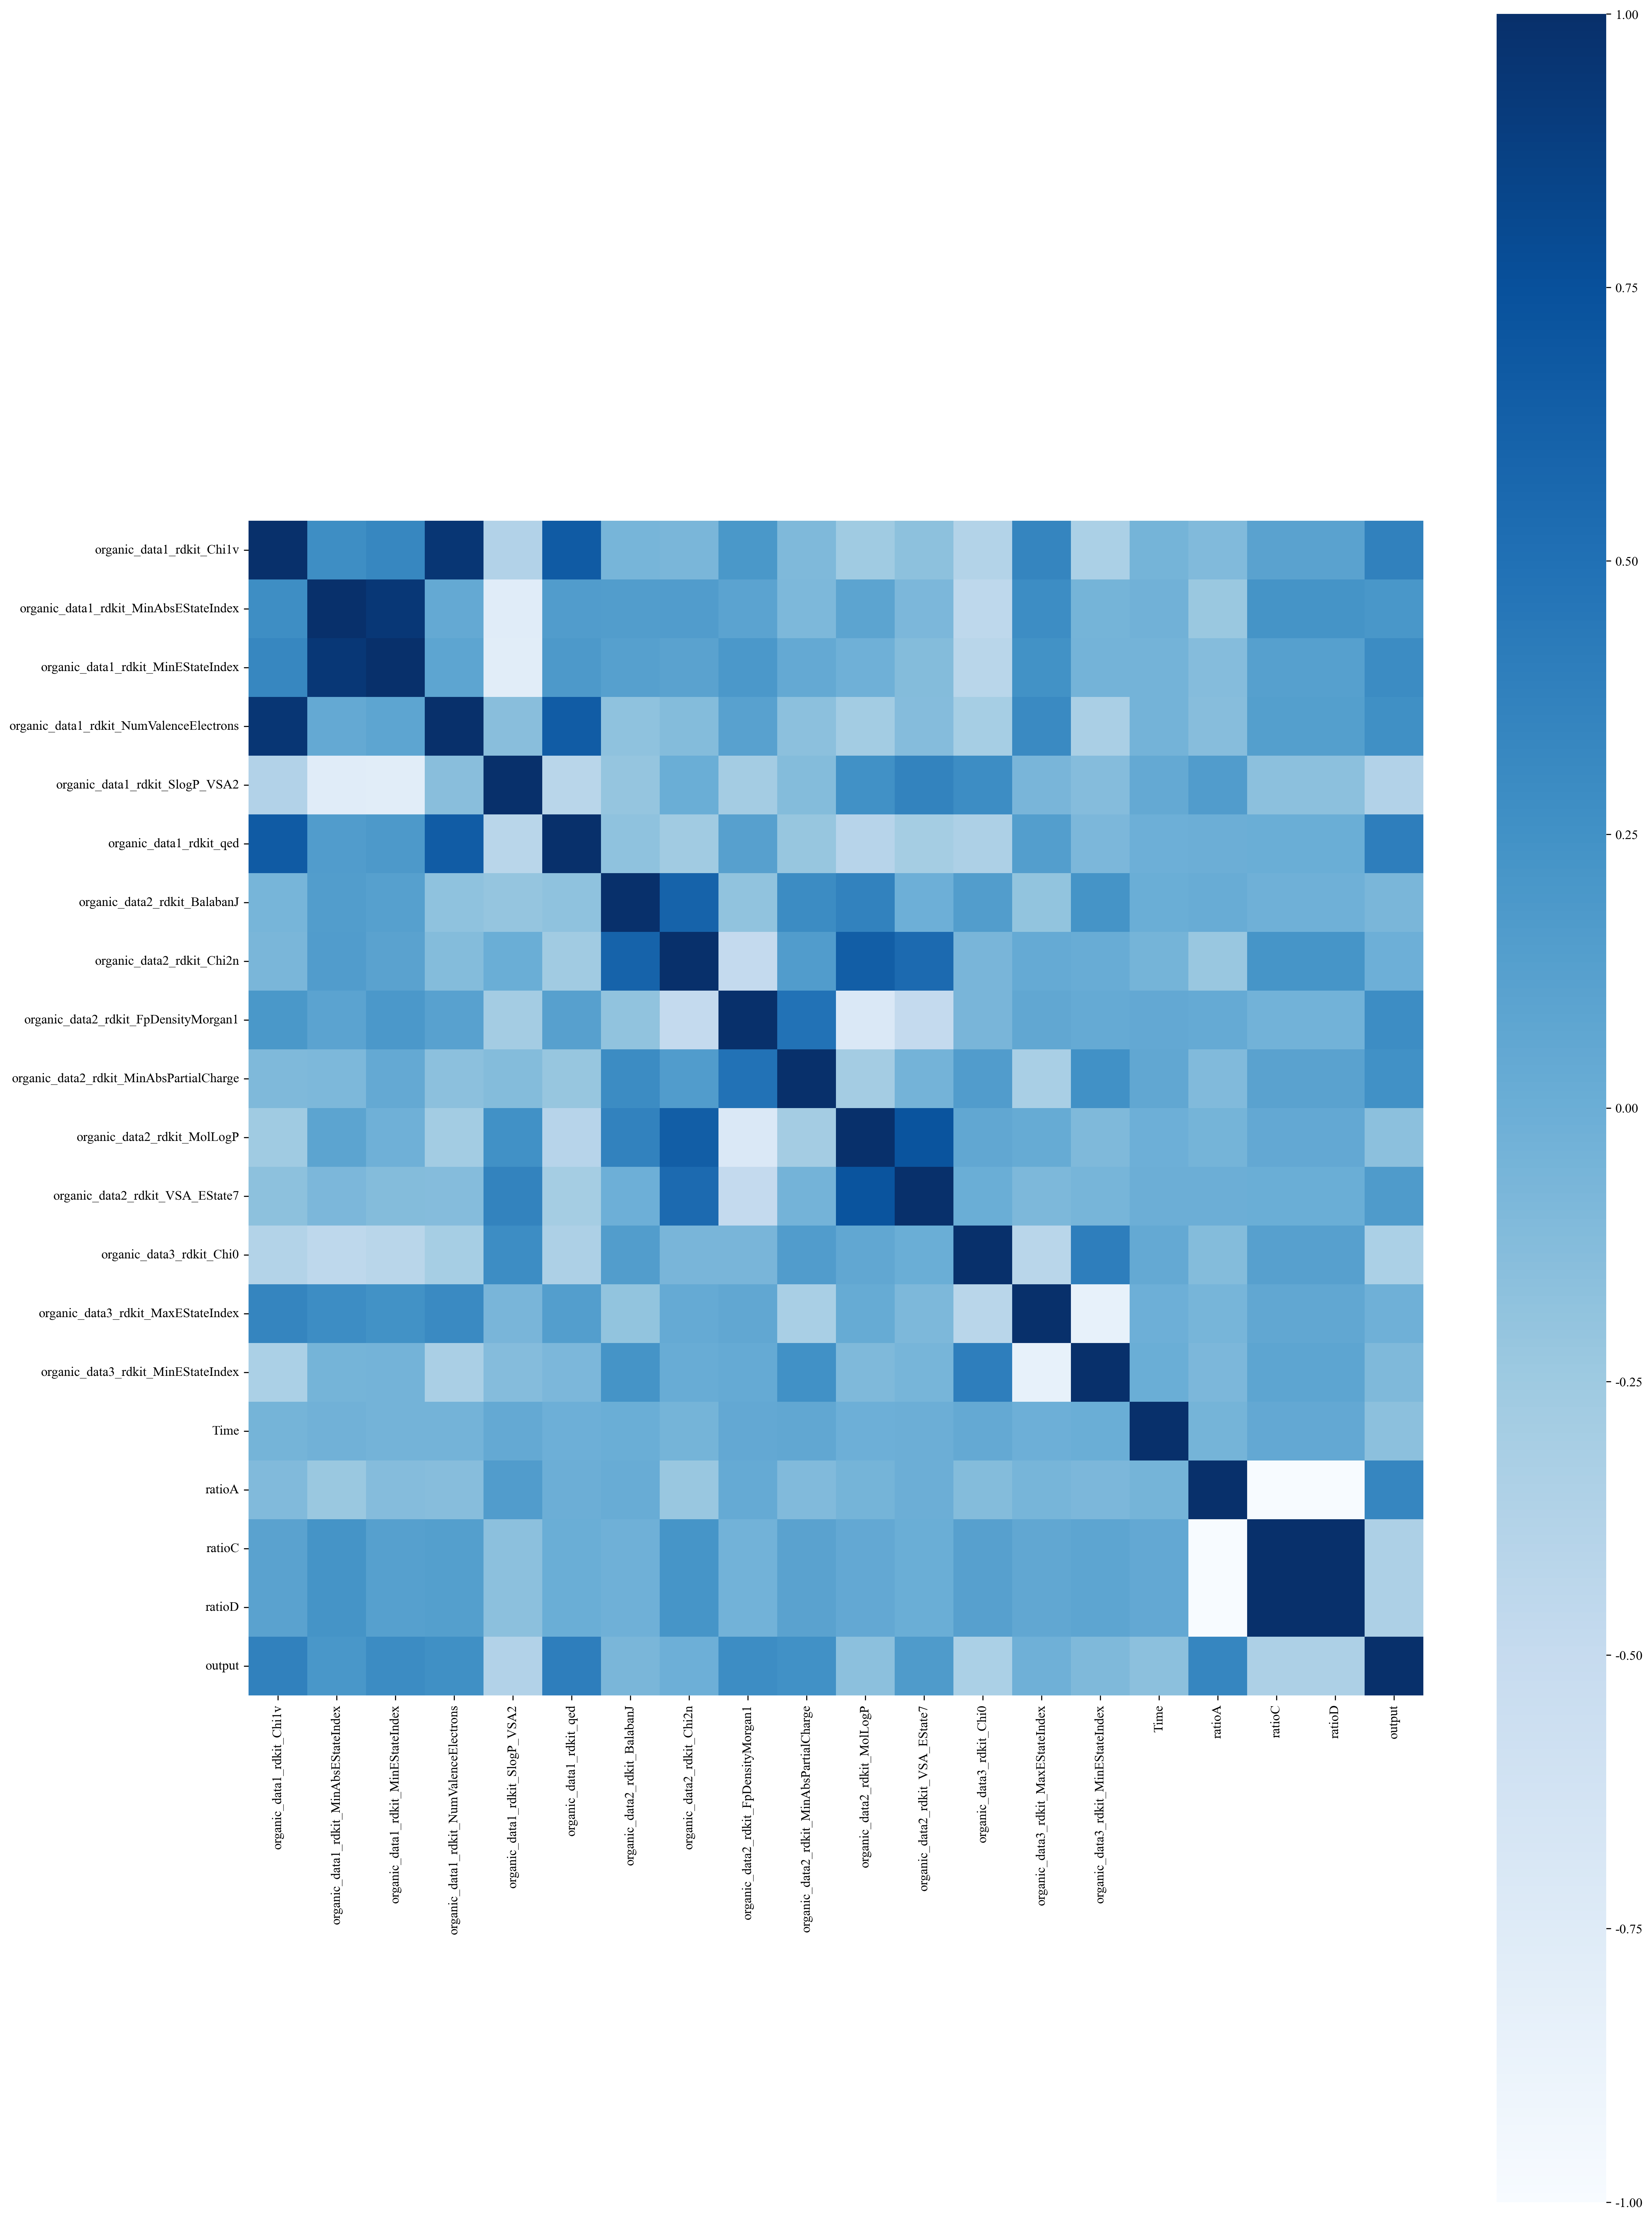 1.00
0.75
0.50
0.25
0.00
-0.25
-0.50
-0.75
-1.00
organic_data1_rdkit_Chi1v
organic_data1_rdkit_MinAbsEStateIndex
organic_data1_rdkit_MinEStateIndex
organic_data1_rdkit_NumValenceElectrons
organic_data1_rdkit_SlogP_VSA2
organic_data1_rdkit_qed
organic_data2_rdkit_BalabanJ
organic_data2_rdkit_Chi2n
organic_data2_rdkit_FpDensityMorgan1
organic_data2_rdkit_MinAbsPartialCharge
organic_data2_rdkit_MolLogP
organic_data2_rdkit_VSA_EState7
organic_data3_rdkit_Chi0
organic_data3_rdkit_MaxEStateIndex
organic_data3_rdkit_MinEStateIndex
Time
ratioA
ratioC
ratioD
output
organic_data1_rdkit_Chi1v
organic_data1_rdkit_MinAbsEStateIndex
organic_data1_rdkit_MinEStateIndex
organic_data1_rdkit_NumValenceElectrons
organic_data1_rdkit_SlogP_VSA2
organic_data1_rdkit_qed
organic_data2_rdkit_BalabanJ
organic_data2_rdkit_Chi2n
organic_data2_rdkit_FpDensityMorgan1
organic_data2_rdkit_MinAbsPartialCharge
organic_data2_rdkit_MolLogP
organic_data2_rdkit_VSA_EState7
organic_data3_rdkit_Chi0
organic_data3_rdkit_MaxEStateIndex
organic_data3_rdkit_MinEStateIndex
Time
ratioA
ratioC
ratioD
output